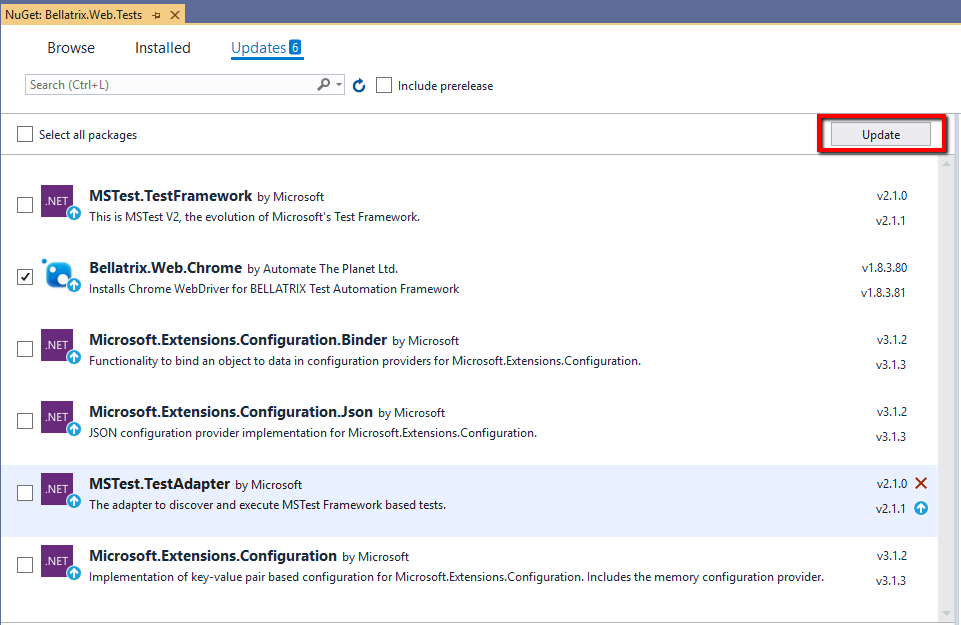 NuGet: Bellatrix.Web.Tests
Browse Installed Updates 6
Search (Ctrl+L) Include prerelease
Select all packages Update
.NET MSTest.TestFramework by Microsoft v2.1.0
This is MSTest V2, the evolution of Microsoft's Test Framework. v2.1.1
Bellatrix.Web.Chrome by Automate The Planet Ltd. v1.8.3.80
Installs Chrome WebDriver for BELLATRIX Test Automation Framework v1.8.3.81
.NET Microsoft.Extensions.Configuration.Binder by Microsoft v3.1.2
Functionality to bind an object to data in configuration providers for Microsoft.Extensions.Configuration. v3.1.3
.NET Microsoft.Extensions.Configuration.Json by Microsoft v3.1.2
JSON configuration provider implementation for Microsoft.Extensions.Configuration. v3.1.3
.NET MSTest.TestAdapter by Microsoft v2.1.0
The adapter to discover and execute MSTest Framework based tests. v2.1.1
.NET Microsoft.Extensions.Configuration by Microsoft v3.1.2
Implementation of key-value pair based configuration for Microsoft.Extensions.Configuration. Includes the memory configuration provider. v3.1.3